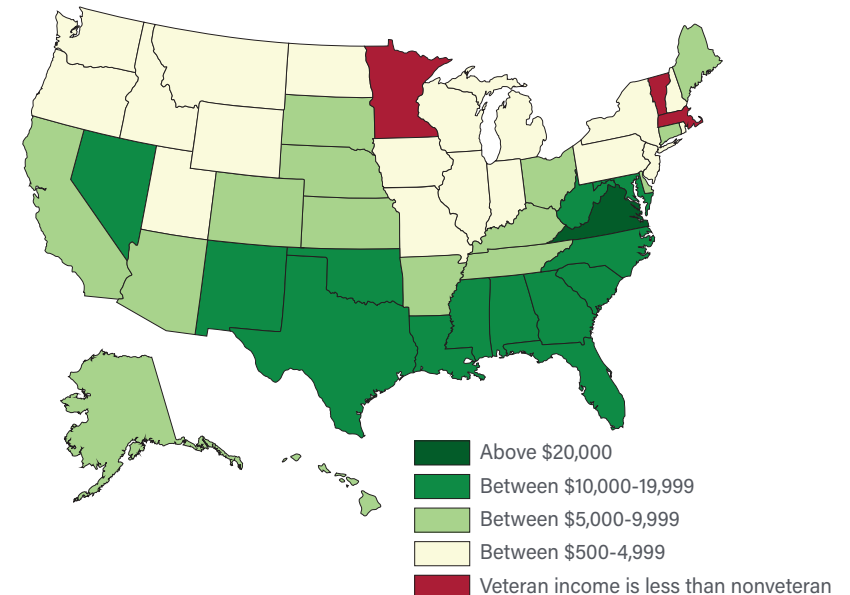 Above $20,000
Between $10,000-19,999
Between $5,000-9,999
Between $500-4,999
Veteran income is less than nonveteran